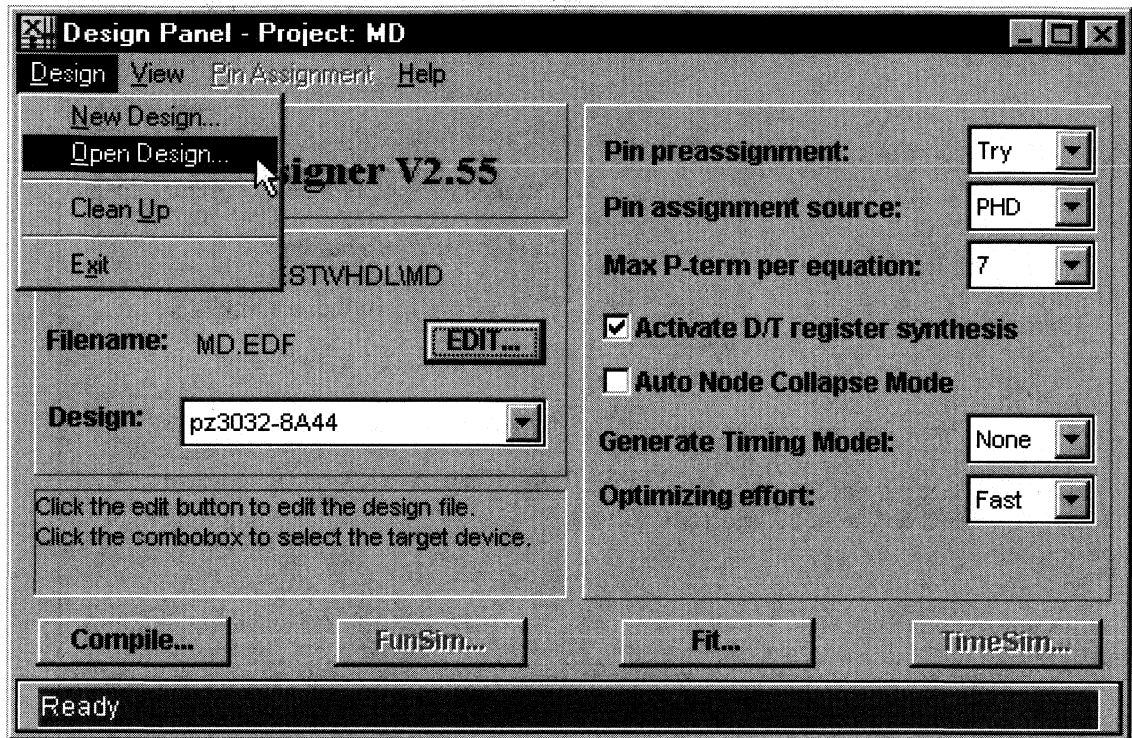 Design Panel - Project: MD
Design View Pin Assignment Help
New Design...
Open Design...
Clean Up
Exit
signer V2.55
EST\VHDL\MD
Filename: MD.EDF EDIT...
Design: pz3032-8A44
Click the edit button to edit the design file.
Click the combobox to select the target device.
Pin preassignment: Try
Pin assignment source: PHD
Max P-term per equation: 7
Activate D/T register synthesis
Auto Node Collapse Mode
Generate Timing Model: None
Optimizing effort: Fast
Compile... FunSim... Fit... TimeSim...
Ready